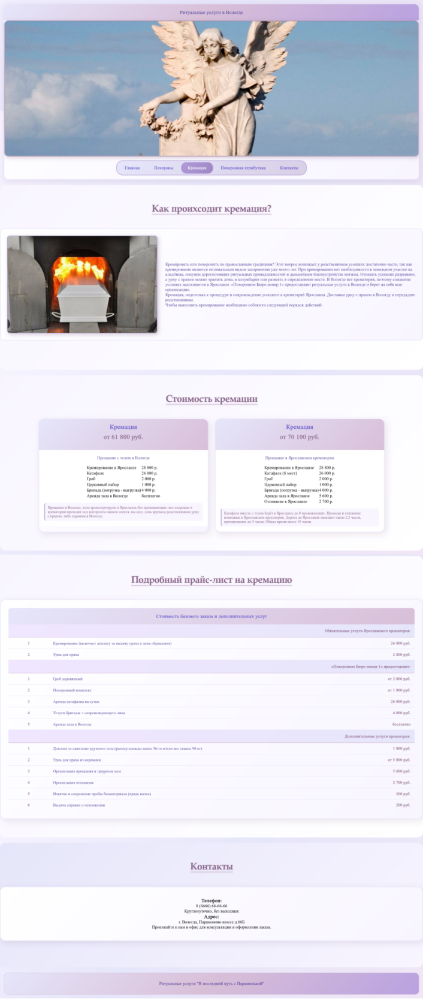 Ритуальные услуги в Вологде
Главная Похороны Кремация Похоронная атрибутика Контакты
Как происходит кремация?
Кремировать или похоронить по православным традициям? Этот вопрос возникает у родственников усопших достаточно часто, так как
кремирование является оптимальным видом захоронения уже много лет. При кремировании нет необходимости в земельном участке на
кладбище, покупки дорогостоящих ритуальных принадлежностей и дальнейшем благоустройстве могилы. Отпевать усопших разрешено,
а урну с прахом можно хранить дома, в колумбарии или развеять в определенном месте. В Вологде нет крематория, поэтому сожжение
усопших выполняется в Ярославле. «Похоронное Бюро номер 1» предоставляет ритуальные услуги в Вологде и берет на себя всю
организацию.
Кремация, подготовка к процедуре и сопровождение усопшего в крематорий Ярославля. Доставим урну с прахом в Вологду и передадим
родственникам.
Чтобы выполнить кремирование необходимо соблюсти следующий порядок действий:
Стоимость кремации
Кремация
от 61 800 руб.
Прощание с телом в Вологде
Кремирование в Ярославле 28 800 р.
Катафалк 26 000 р.
Гроб 2 000 р.
Церковный набор 1 000 р.
Бригада (погрузка - выгрузка) 4 000 р.
Аренда зала в Вологде бесплатно
Прощание в Вологде, тело транспортируем в Ярославль без провожающих: все операции в
крематории проходят под контролем нашего агента; на след. день вручаем родственникам урну
с прахом, либо хороним в Вологде.
Кремация
от 70 100 руб.
Прощание в Ярославском крематории
Кремирование в Ярославле 28 800 р.
Катафалк (8 мест) 26 000 р.
Гроб 2 000 р.
Церковный набор 1 000 р.
Бригада (погрузка - выгрузка) 4 000 р.
Аренда зала в Ярославле 5 600 р.
Отпевание в Ярославле 2 700 р.
Катафалк вместе с телом берёт в Ярославль до 8 провожающих. Проводы и отпевание
возможны в Ярославском крематории. Дорога до Ярославля занимает около 2,5 часов,
кремирование до 5 часов. Общее время около 10 часов.
Подробный прайс-лист на кремацию
Стоимость базового заказа и дополнительных услуг
Обязательные услуги Ярославского крематория:
1 Кремирование (включает доплату за выдачу праха в день обращения) 26 000 руб.
2 Урна для праха 2 800 руб.
«Похоронное Бюро номер 1» предоставляет:
1 Гроб деревянный от 2 000 руб.
2 Похоронный комплект от 1 000 руб.
3 Аренда катафалка на сутки 26 000 руб.
4 Услуги бригады + сопровождающего лица 4 000 руб.
5 Аренда зала в Вологде бесплатно
Дополнительные услуги крематория:
1 Доплата за сжигание крупного тела (размер одежды выше 56-го и/или вес свыше 90 кг) 1 000 руб.
2 Урна для праха из керамики от 5 000 руб.
3 Организация прощания в траурном зале 5 600 руб.
4 Организация отпевания 2 700 руб.
5 Изъятие и сохранение пробы биоматериала (прядь волос) 300 руб.
6 Выдача справки о невложении 200 руб.
Контакты
Телефон:
8 (6666) 66-66-66
Круглосуточно, без выходных
Адрес:
г. Вологда, Парамоново шоссе д.66Б
Приезжайте к нам в офис для консультации и оформления заказа.
Ритуальные услуги "В последний путь с Парамонькой"